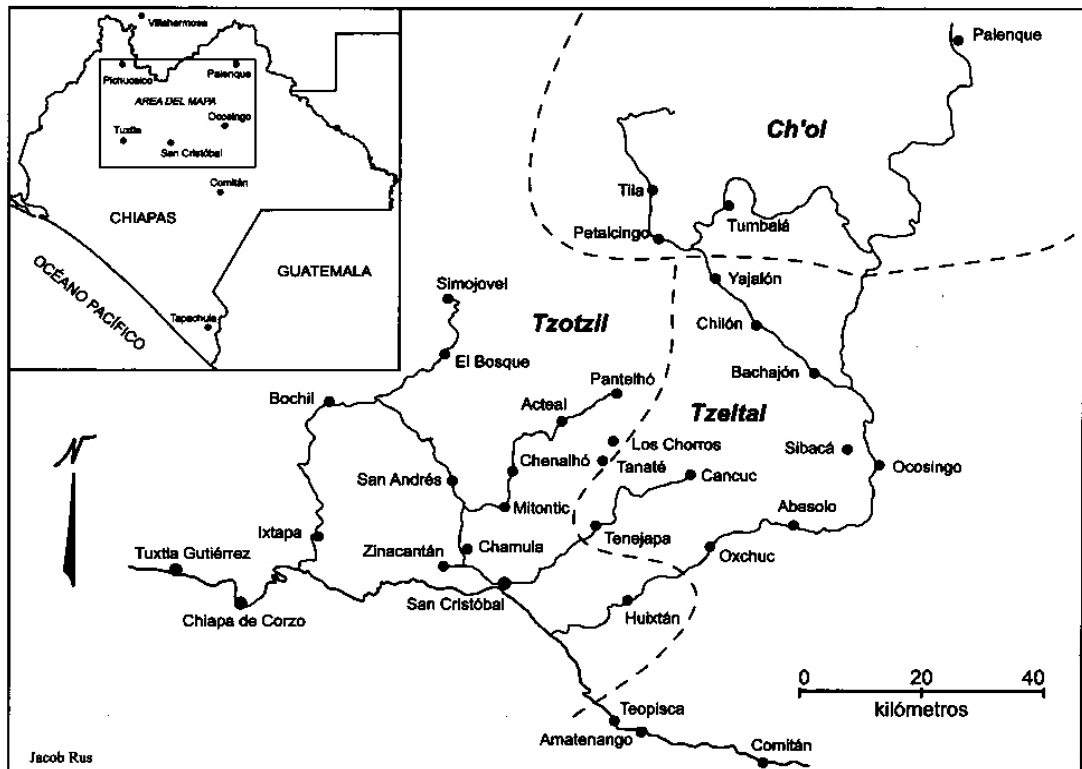 Villahermosa
Pichucalco
Palenque
AREA DEL MAPA
Ocosingo
Tuxtla
San Cristóbal
Comitán
CHIAPAS
OCÉANO PACÍFICO
GUATEMALA
Tapachula
Palenque
Ch'ol
Tila
Tumbalá
Petalcingo
Yajalón
Simojovel
Tzotzil
Chilón
El Bosque
Bachajón
Pantelhó
Bochil
Acteal
Tzeltal
Los Chorros
Sibacá
Chenalhó
Tanaté
Ocosingo
San Andrés
Cancuc
Mitontic
Abasolo
Ixtapa
Tenejapa
Chamula
Oxchuc
Tuxtla Gutiérrez
Zinacantán
San Cristóbal
Chiapa de Corzo
Huixtán
N
0 20 40
kilómetros
Teopisca
Amatenango
Comitán
Jacob Rus